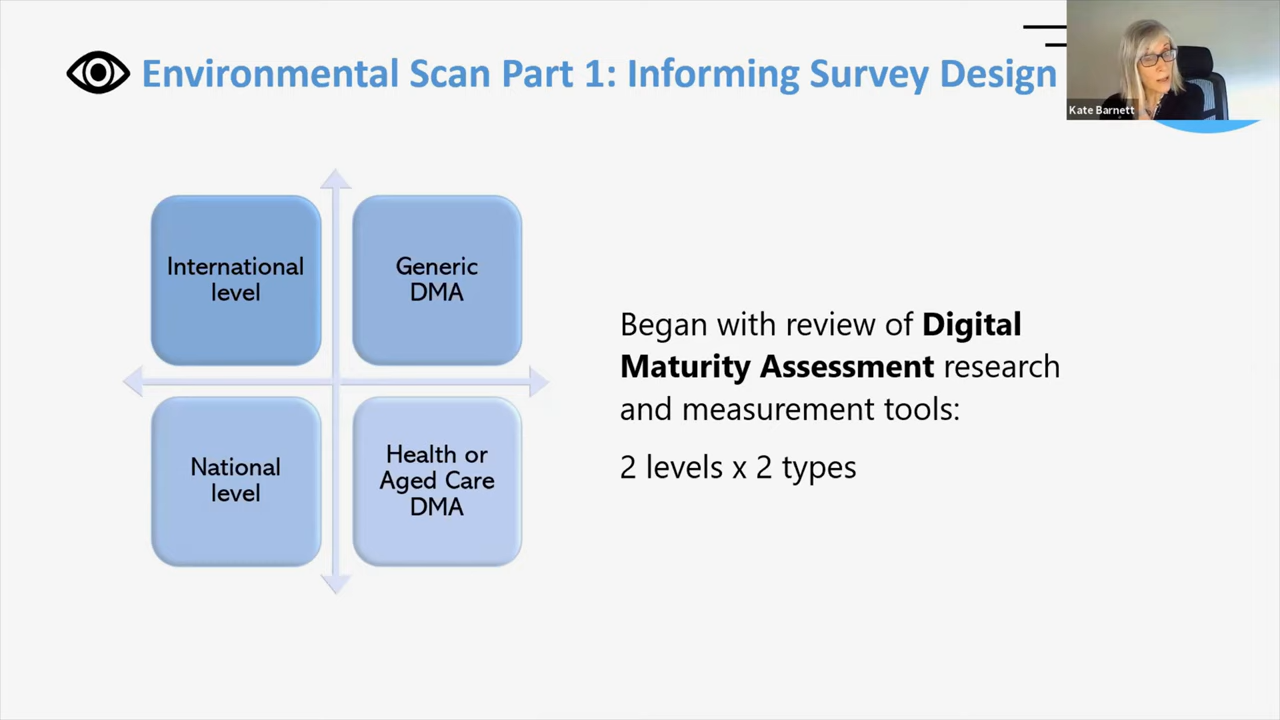 Environmental Scan Part 1: Informing Survey Design
Kate Barnett
International
level
Generic
DMA
National
level
Health or
Aged Care
DMA
Began with review of Digital
Maturity Assessment research
and measurement tools:
2 levels x 2 types